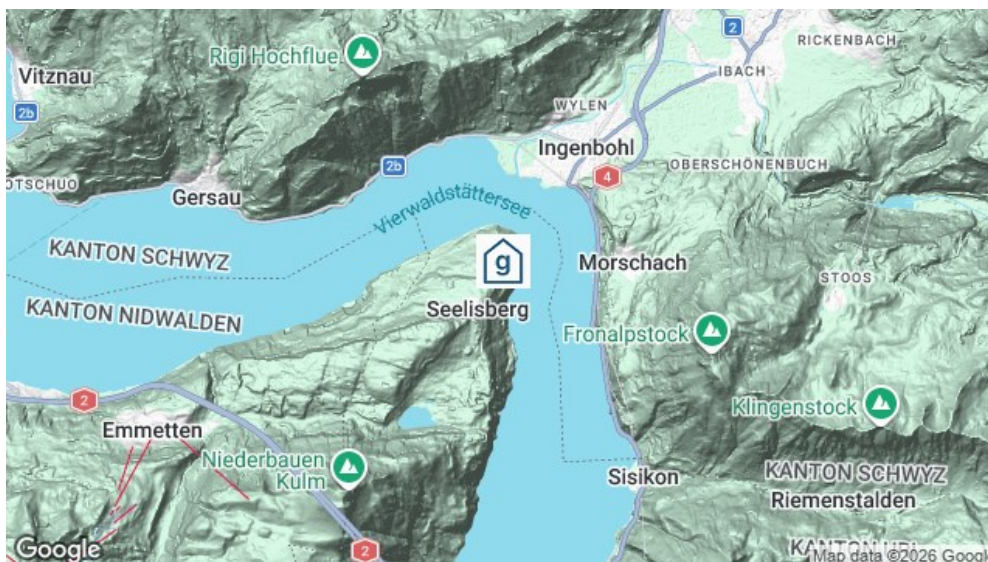 2
RICKENBACH
Rigi Hochflue
Vitznau
IBACH
2b
WYLEN
Ingenbohl
2b
OBERSCHÖNENBUCH
4
OTSCHUO
Gersau
Vierwaldstättersee
KANTON SCHWYZ
g
Morschach
STOOS
KANTON NIDWALDEN
Seelisberg
Fronalpstock
2
Klingenstock
Emmetten
Niederbauen
Kulm
KANTON SCHWYZ
Sisikon
Riemenstalden
Google
2
KANTON URI
Map data ©2026 Google